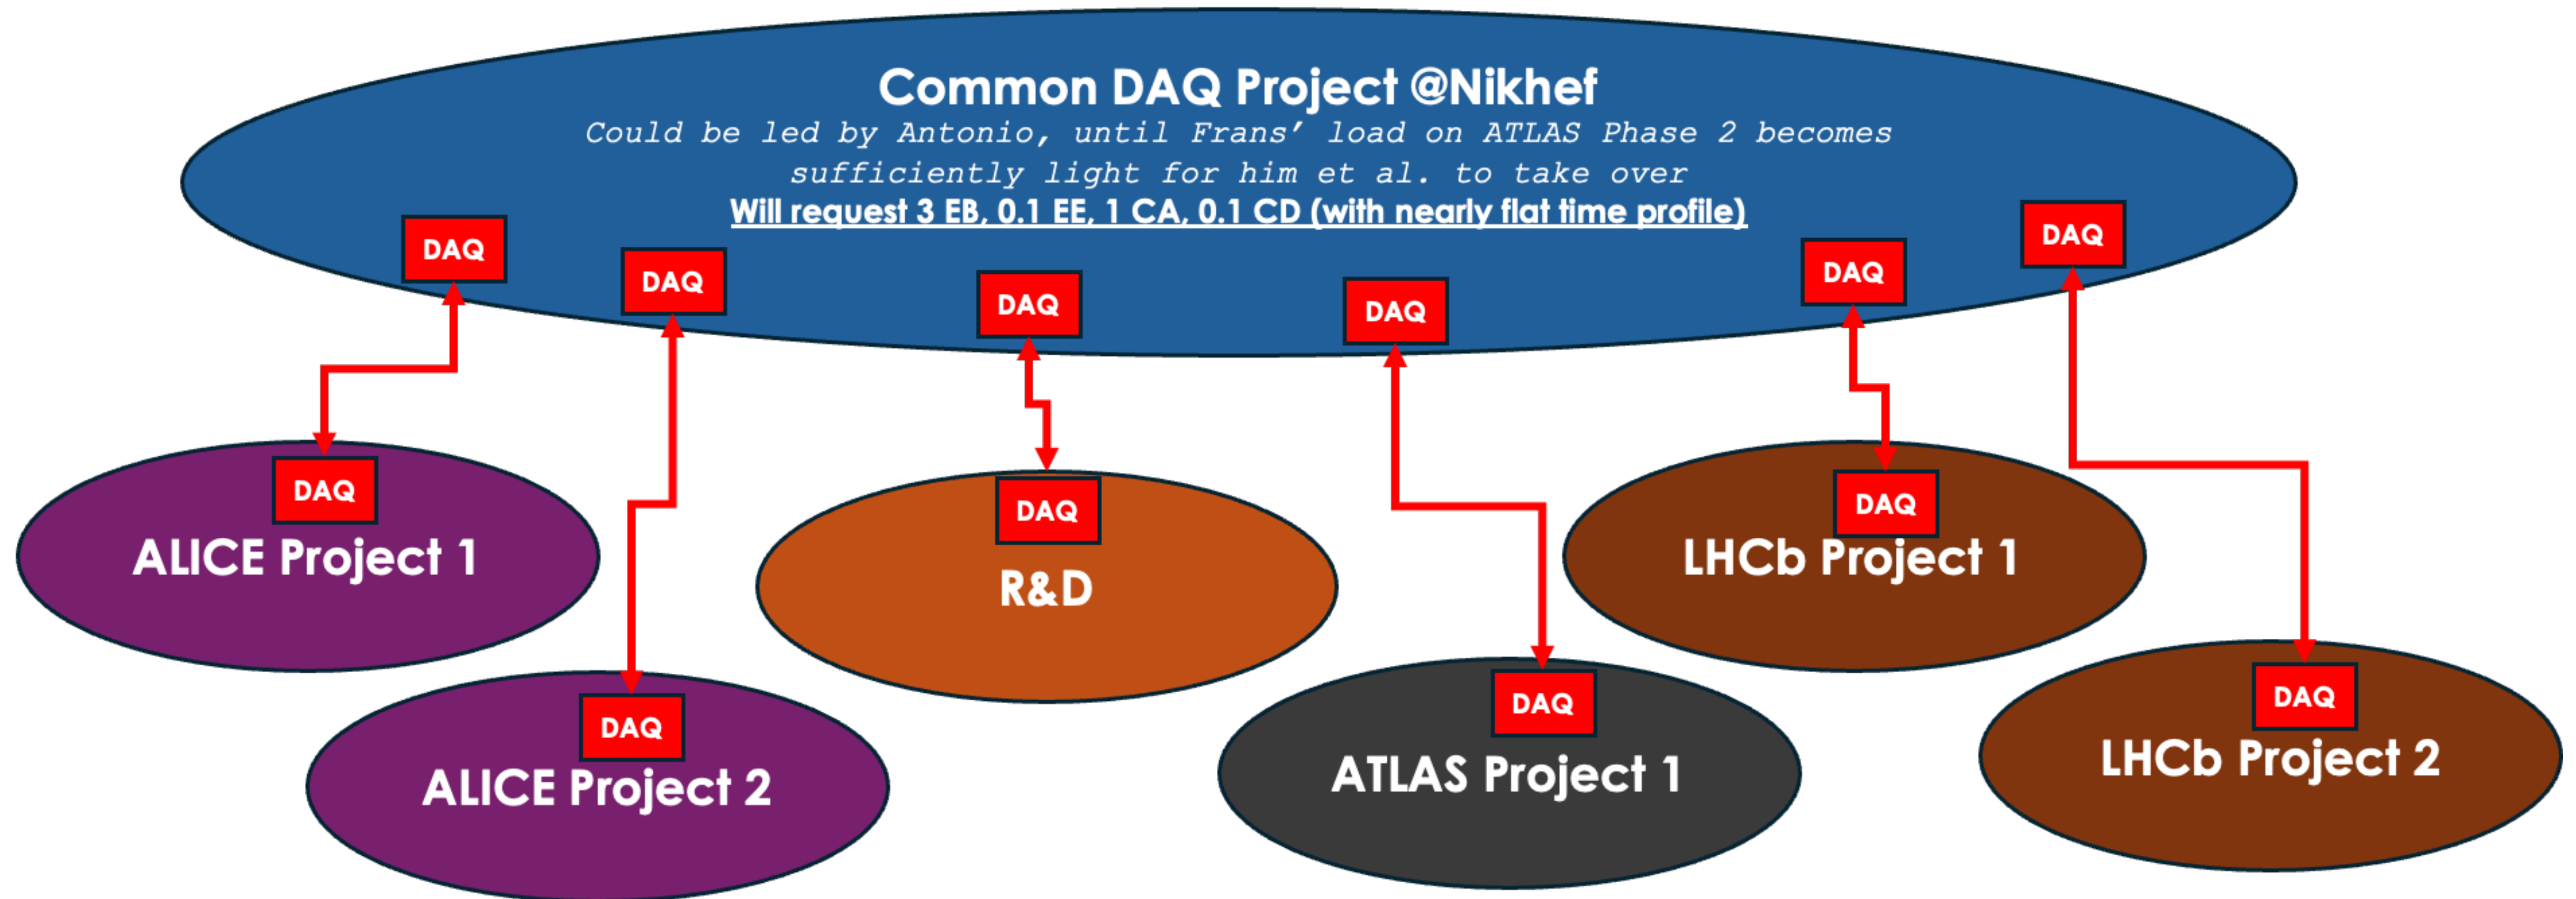 Common DAQ Project @Nikhef
Could be led by Antonio, until Frans’ load on ATLAS Phase 2 becomes
sufficiently light for him et al. to take over
Will request 3 EB, 0.1 EE, 1 CA, 0.1 CD (with nearly flat time profile)
DAQ
DAQ
DAQ
DAQ
DAQ
DAQ
DAQ
ALICE Project 1
DAQ
ALICE Project 2
DAQ
R&D
DAQ
ATLAS Project 1
DAQ
LHCb Project 1
DAQ
LHCb Project 2